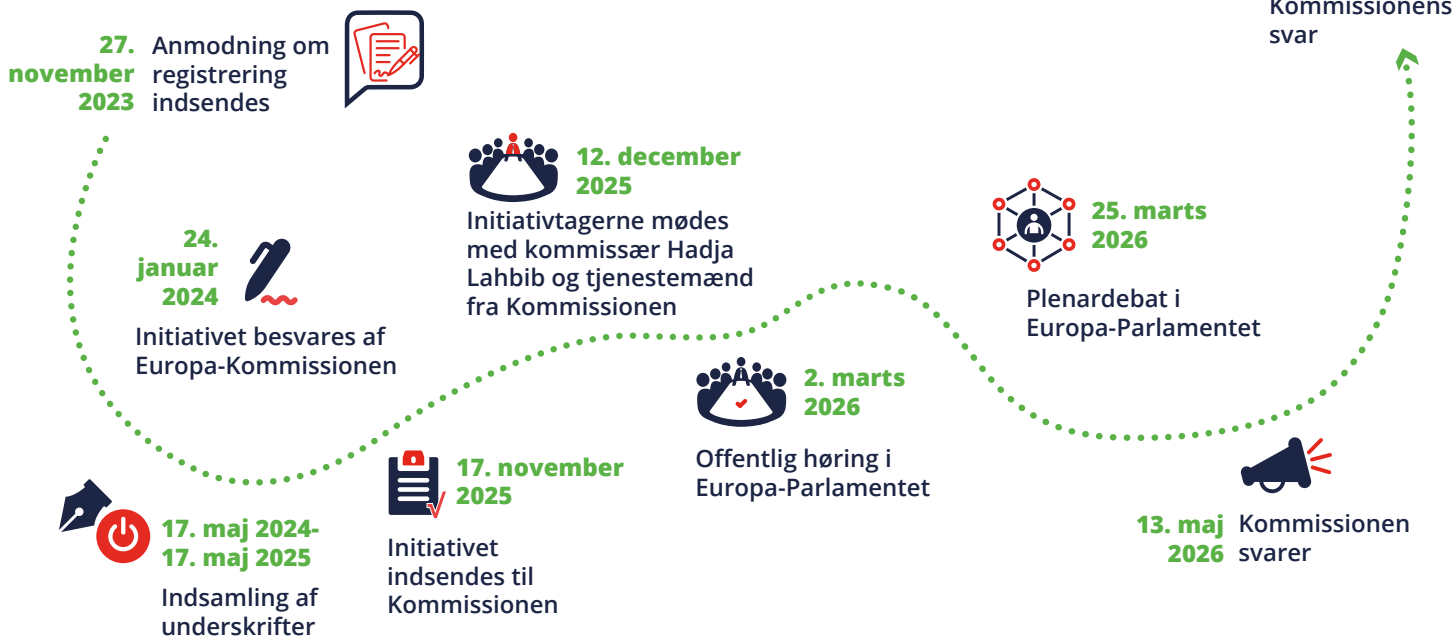 27.
november
2023
Anmodning om
registrering
indsendes
24.
januar
2024
Initiativet besvares af
Europa-Kommissionen
17. maj 2024-
17. maj 2025
Indsamling af
underskrifter
17. november
2025
Initiativet
indsendes til
Kommissionen
12. december
2025
Initiativtagerne mødes
med kommissær Hadja
Lahbib og tjenestemænd
fra Kommissionen
2. marts
2026
Offentlig høring i
Europa-Parlamentet
25. marts
2026
Plenardebat i
Europa-Parlamentet
13. maj
2026
Kommissionen
svarer
Kommissionens
svar